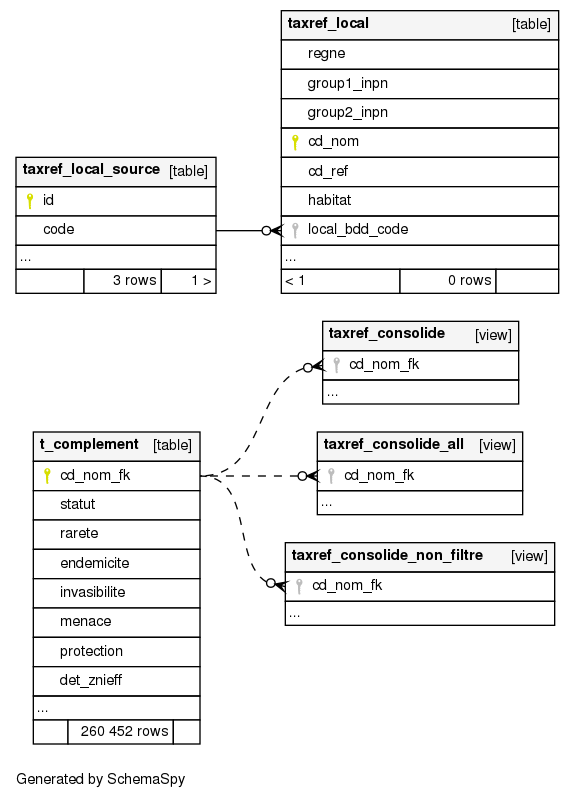 taxref_local [table]
regne
group1_inpn
group2_inpn
cd_nom
cd_ref
habitat
local_bdd_code
...
< 1 0 rows
taxref_local_source [table]
id
code
...
3 rows 1 >
taxref_consolide [view]
cd_nom_fk
...
t_complement [table]
cd_nom_fk
statut
rarete
endemicite
invasibilite
menace
protection
det_znieff
...
260 452 rows
taxref_consolide_all [view]
cd_nom_fk
...
taxref_consolide_non_filtre [view]
cd_nom_fk
...
Generated by SchemaSpy